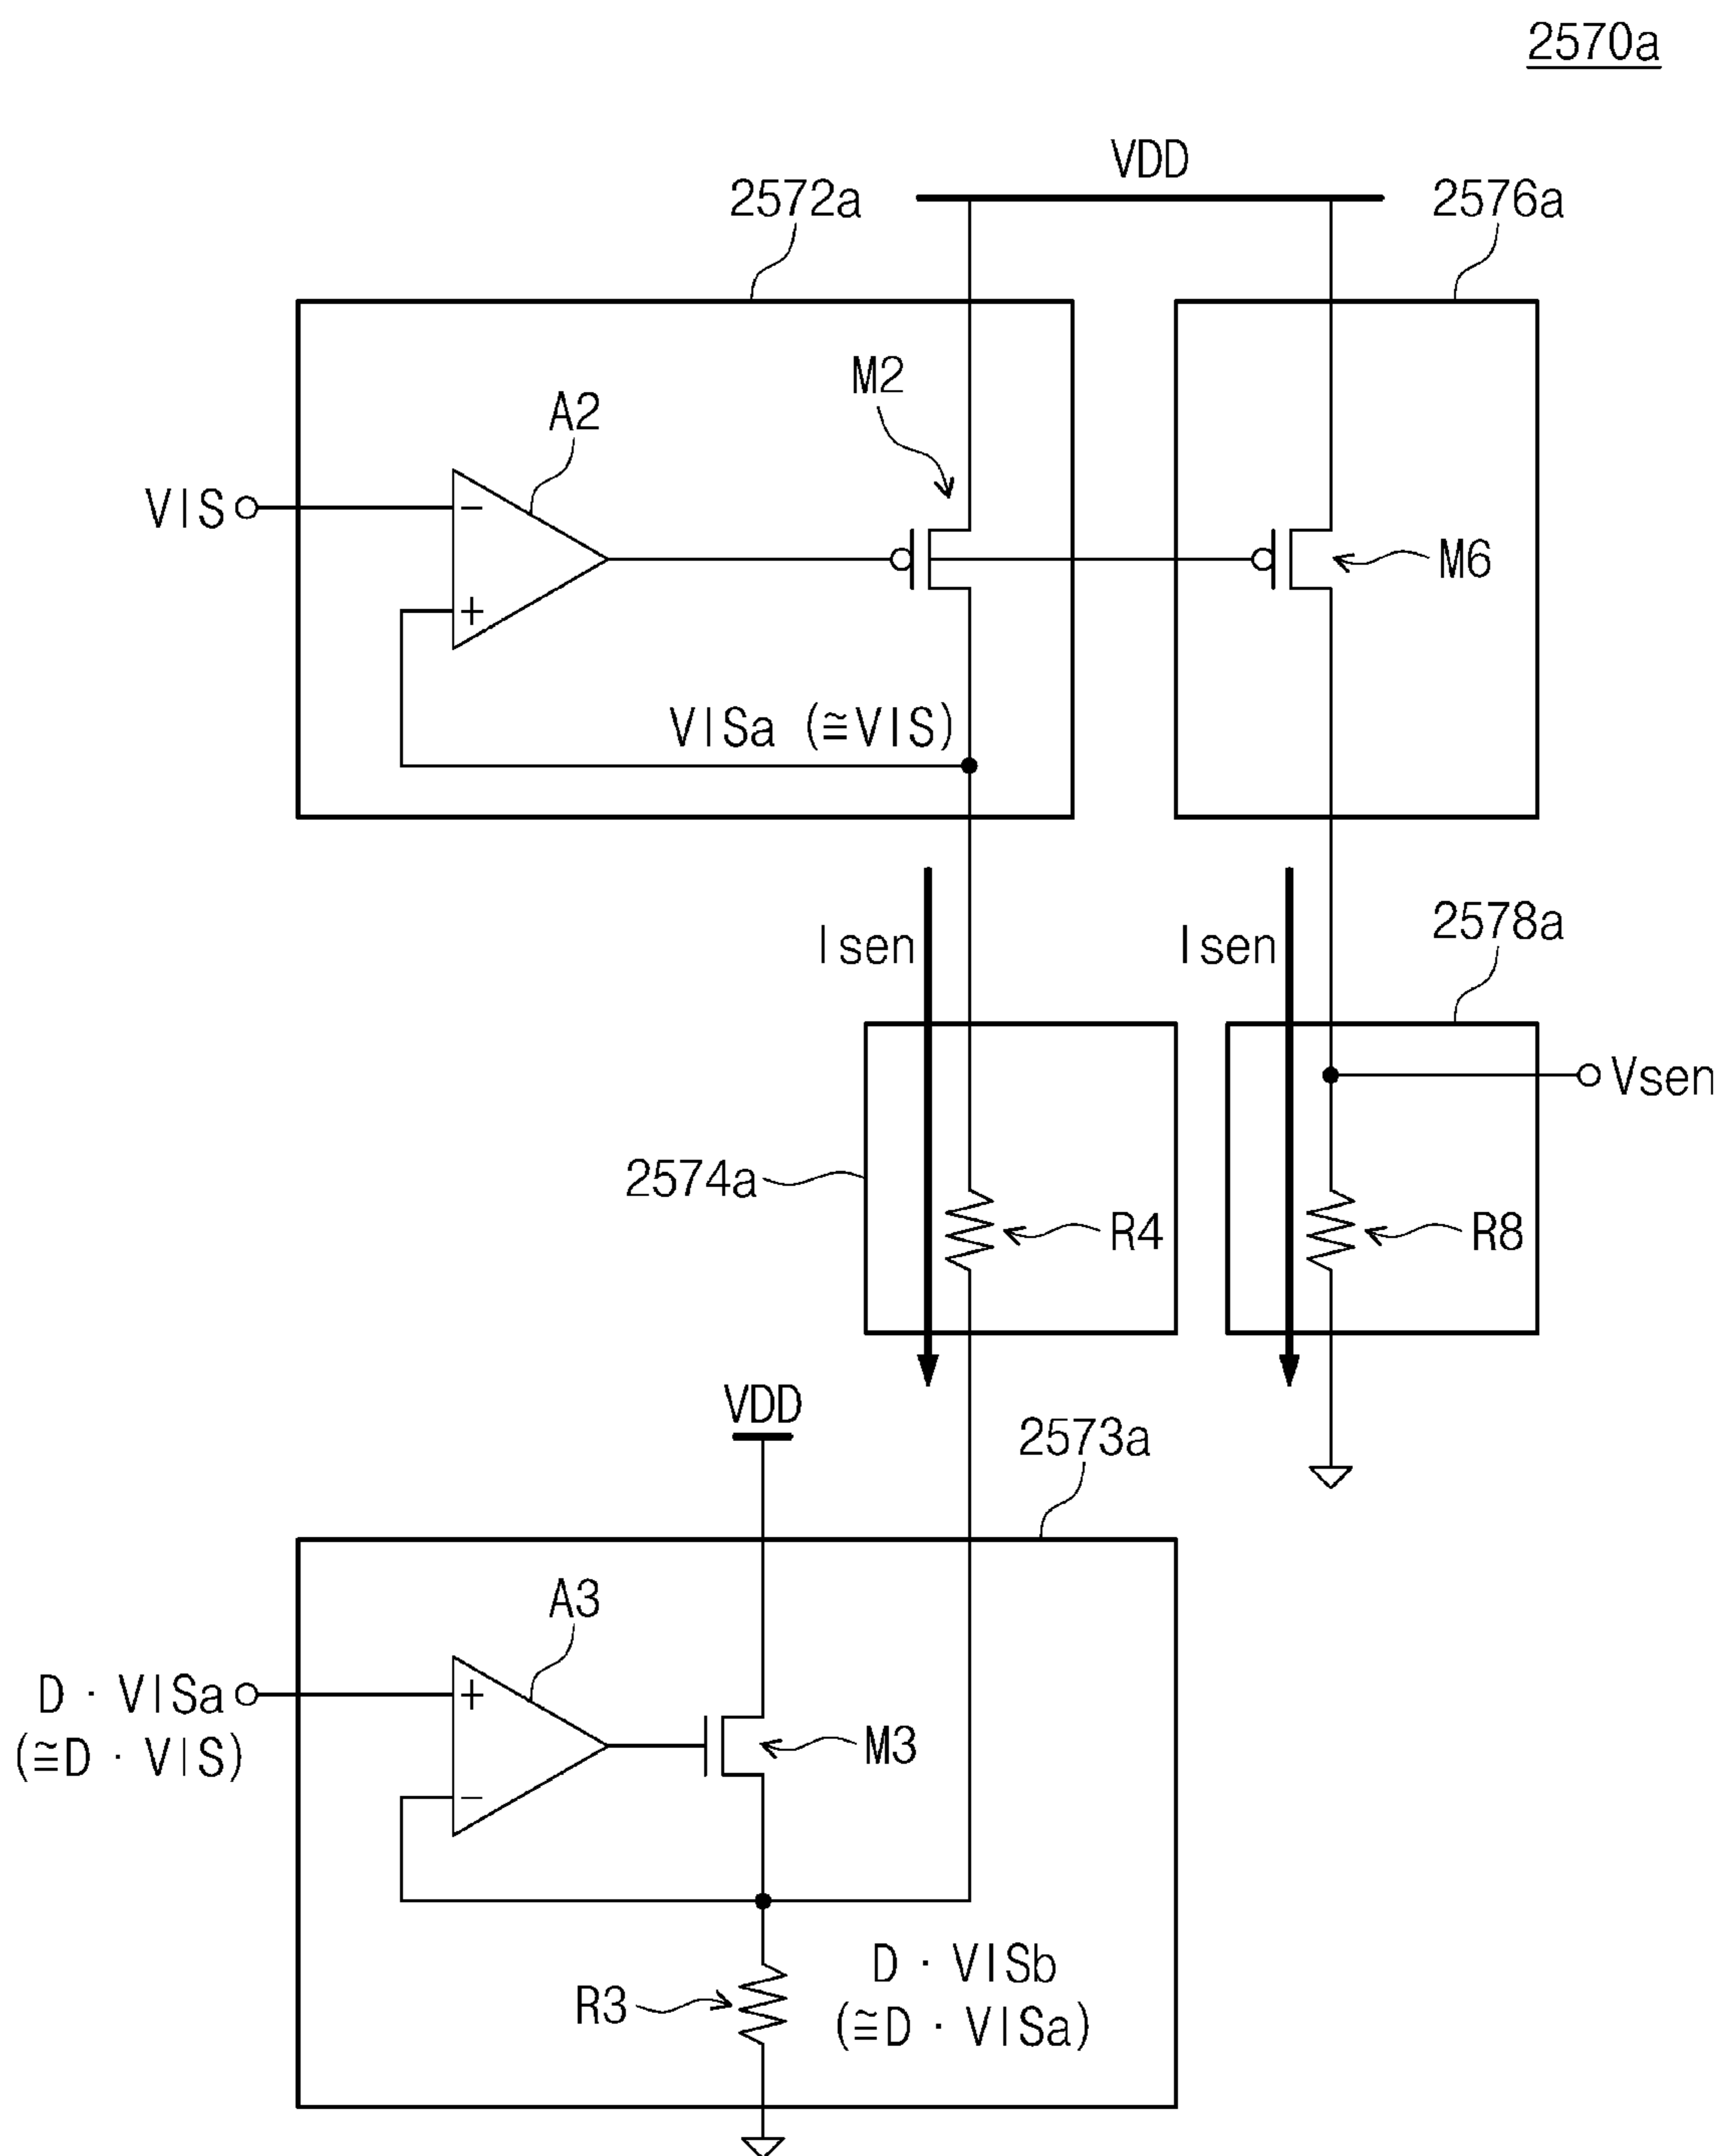 2570a
VDD
2572a
2576a
M2
A2
VIS
−
+
M6
VISa (≅VIS)
Isen
Isen
2578a
Vsen
2574a
R4
R8
VDD
2573a
A3
D · VISa
(≅D · VIS)
+
−
M3
R3
D · VISb
(≅D · VISa)